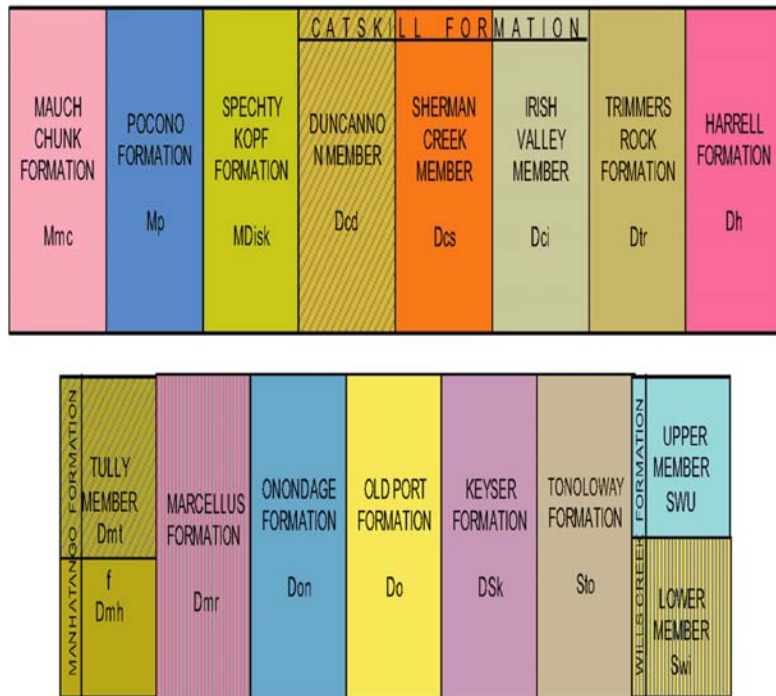 CATSKILL FORMATION
MAUCH
CHUNK
FORMATION
Mmc
POCONO
FORMATION
Mp
SPECHTY
KOPF
FORMATION
MDisk
DUNCANNO
N MEMBER
Dcd
SHERMAN
CREEK
MEMBER
Dcs
IRISH
VALLEY
MEMBER
Dci
TRIMMERS
ROCK
FORMATION
Dtr
HARRELL
FORMATION
Dh
MANHATANGO FORMATION
TULLY
MEMBER
Dmt
f
Dmh
MARCELLUS
FORMATION
Dmr
ONONDAGE
FORMATION
Don
OLD PORT
FORMATION
Do
KEYSER
FORMATION
DSk
TONOLOWAY
FORMATION
Sto
WILLS CREEK FORMATION
UPPER
MEMBER
SWU
LOWER
MEMBER
Swi